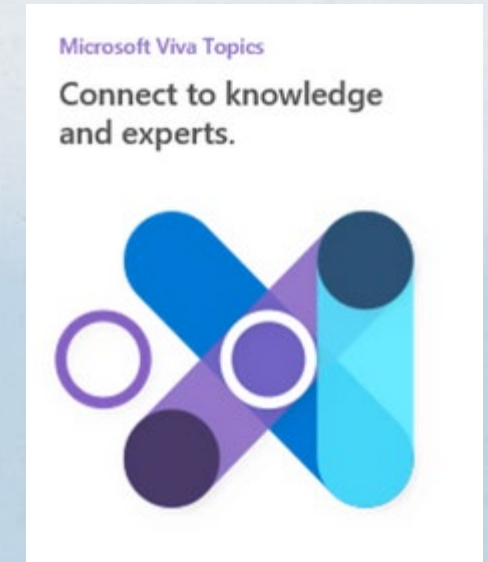 Microsoft Viva Topics
Connect to knowledge
and experts.